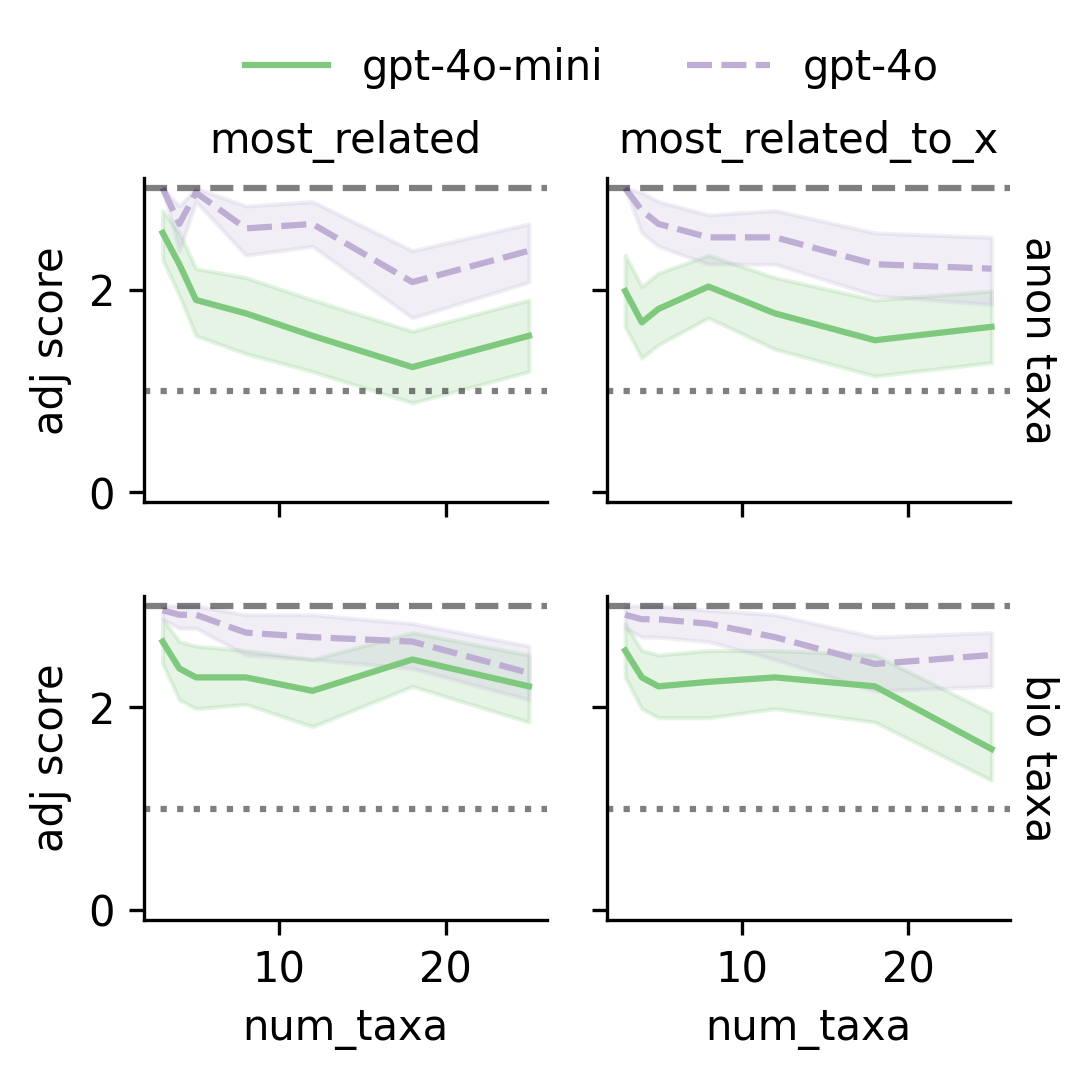 gpt-4o-mini gpt-4o
most_related most_related_to_x
adj score
2
0
anon taxa
adj score
2
0
bio taxa
10 20 10 20
num_taxa num_taxa